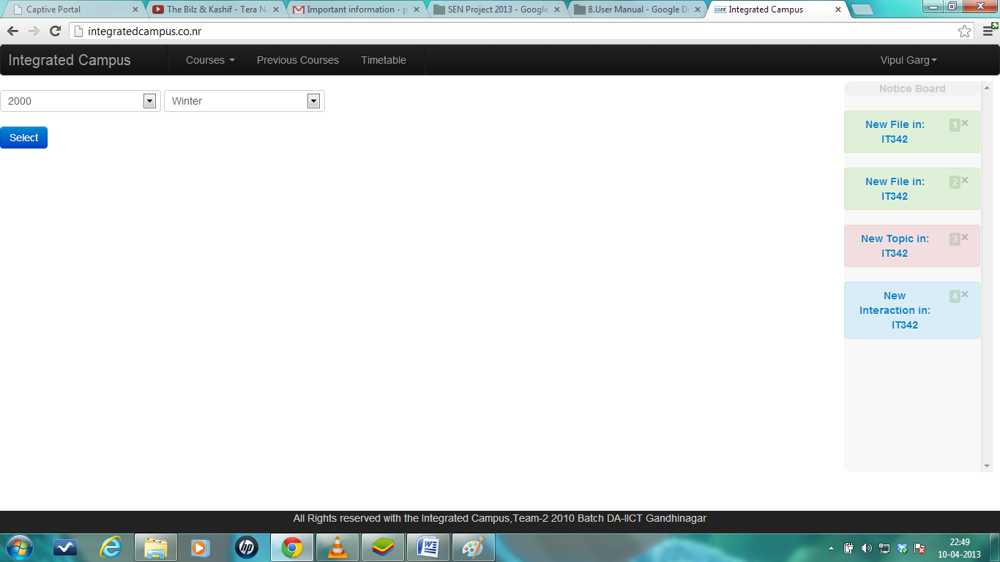 Captive Portal
The Bilz & Kashif - Tera Na
Important information - p
SEN Project 2013 - Google
8.User Manual - Google D
Integrated Campus
integratedcampus.co.nr
Integrated Campus
Courses
Previous Courses
Timetable
Vipul Garg
2000
Winter
Select
Notice Board
New File in:
IT342
1
×
New File in:
IT342
2
×
New Topic in:
IT342
3
×
New
Interaction in:
IT342
4
×
All Rights reserved with the Integrated Campus,Team-2 2010 Batch DA-IICT Gandhinagar
hp
22:49
10-04-2013